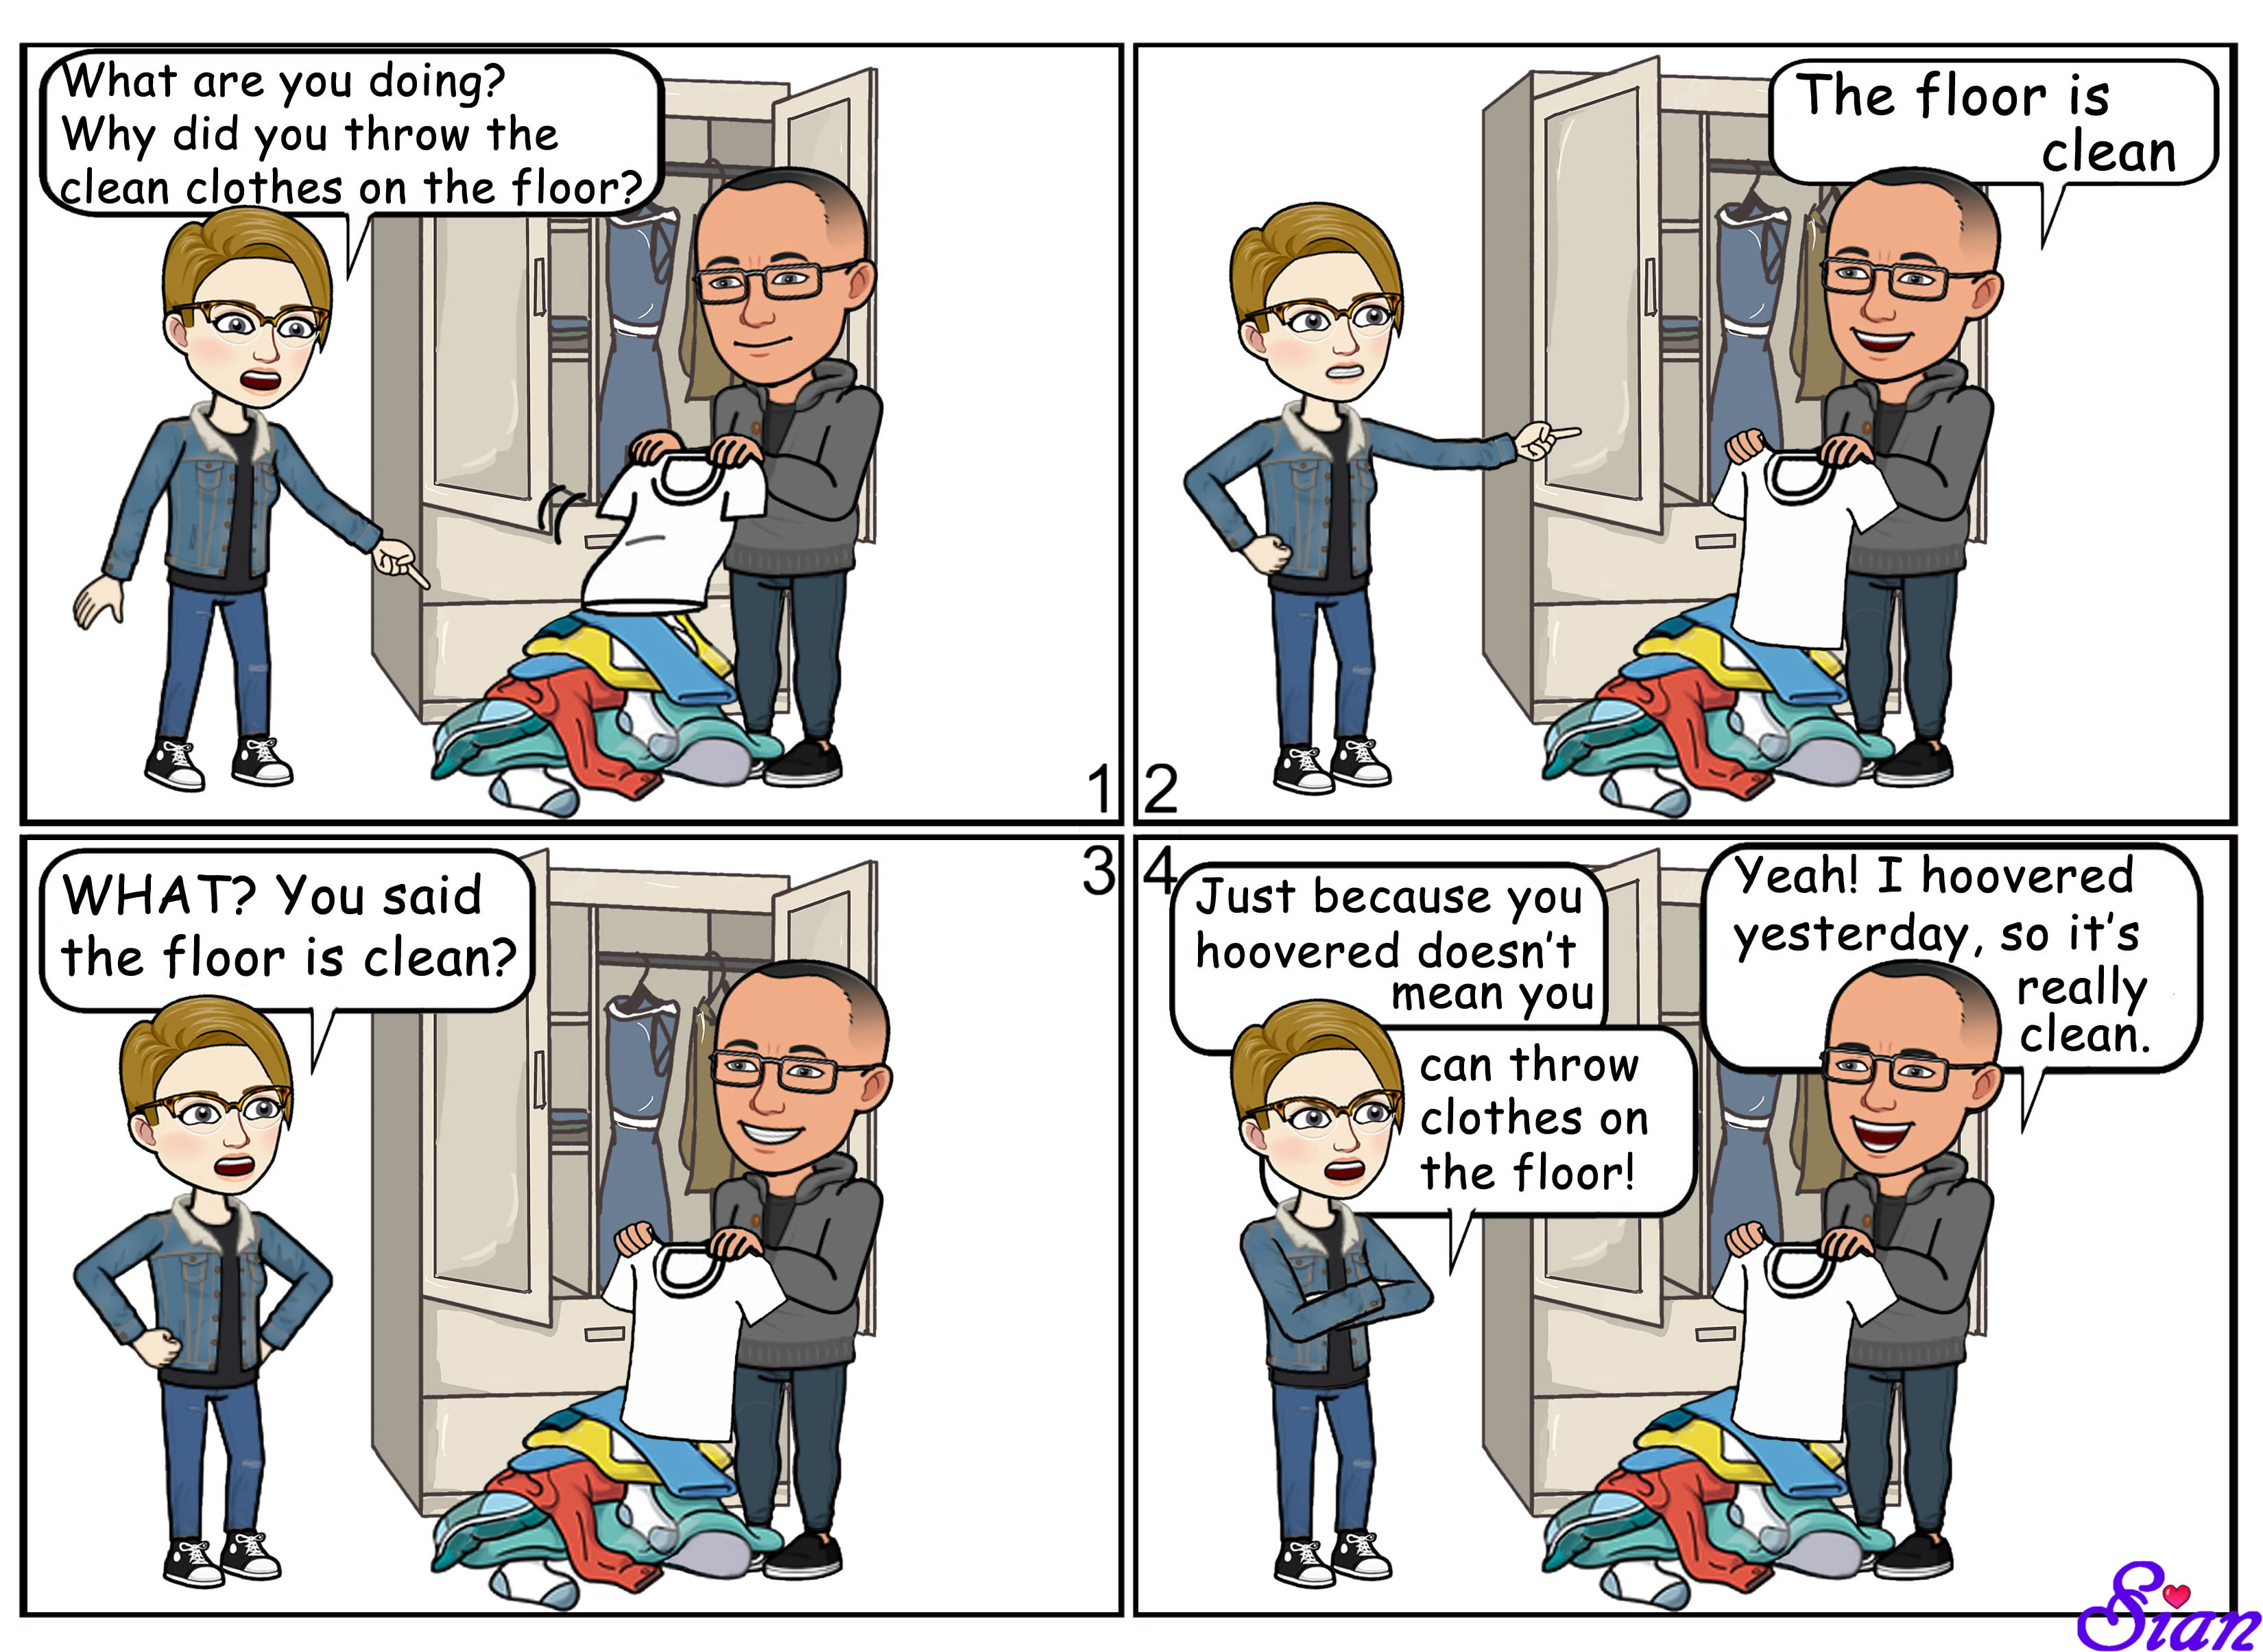 What are you doing?
Why did you throw the
clean clothes on the floor?
1
The floor is
clean
2
WHAT? You said
the floor is clean?
3
4
Just because you
hoovered doesn't
mean you
can throw
clothes on
the floor!
Yeah! I hoovered
yesterday, so it's
really
clean.
Sian